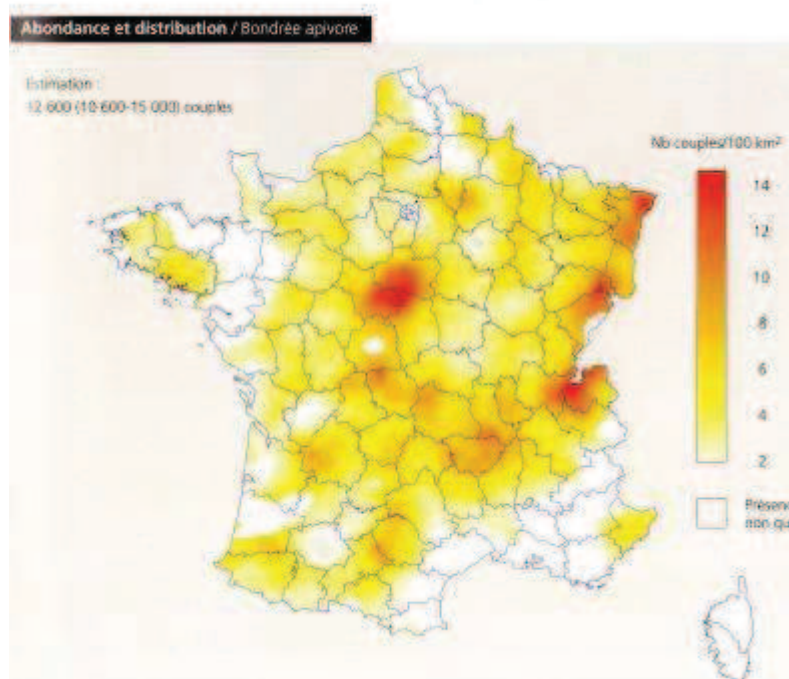 Abondance et distribution / Bondrée apivore
Estimation :
12 600 (10 600-15 000) couples
Nb couples/100 km²
14
12
10
8
6
4
2
non